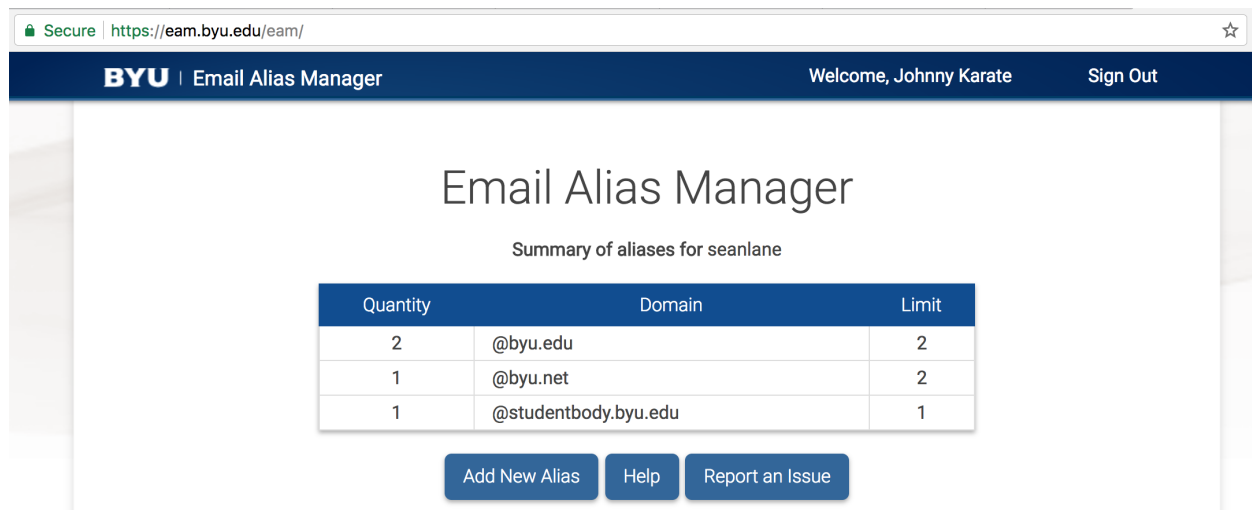 Secure | https://eam.byu.edu/eam/
BYU | Email Alias Manager Welcome, Johnny Karate Sign Out
Email Alias Manager
Summary of aliases for seanlane
Quantity Domain Limit
2 @byu.edu 2
1 @byu.net 2
1 @studentbody.byu.edu 1
Add New Alias Help Report an Issue